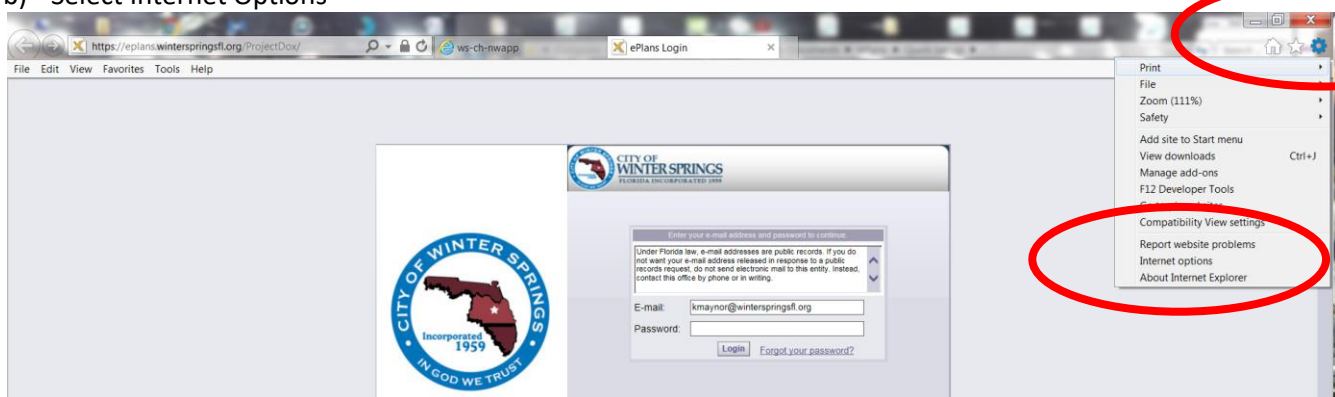 b) Select Internet Options
https://eplans.winterspringsfl.org/ProjectDox/
ws-ch-nwapp
ePlans Login
File Edit View Favorites Tools Help
Print
File
Zoom (111%)
Safety
Add site to Start menu
View downloads Ctrl+J
Manage add-ons
F12 Developer Tools
Compatibility View settings
Report website problems
Internet options
About Internet Explorer
CITY OF
WINTER SPRINGS
FLORIDA INCORPORATED 1959
Enter your e-mail address and password to continue
Under Florida law, e-mail addresses are public records. If you do
not want your e-mail address released in response to a public
records request, do not send electronic mail to this entity. Instead,
contact this office by phone or in writing.
E-mail: kmaynor@winterspringsfl.org
Password:
Login Forgot your password?
CITY OF WINTER SPRINGS
Incorporated
1959
IN GOD WE TRUST